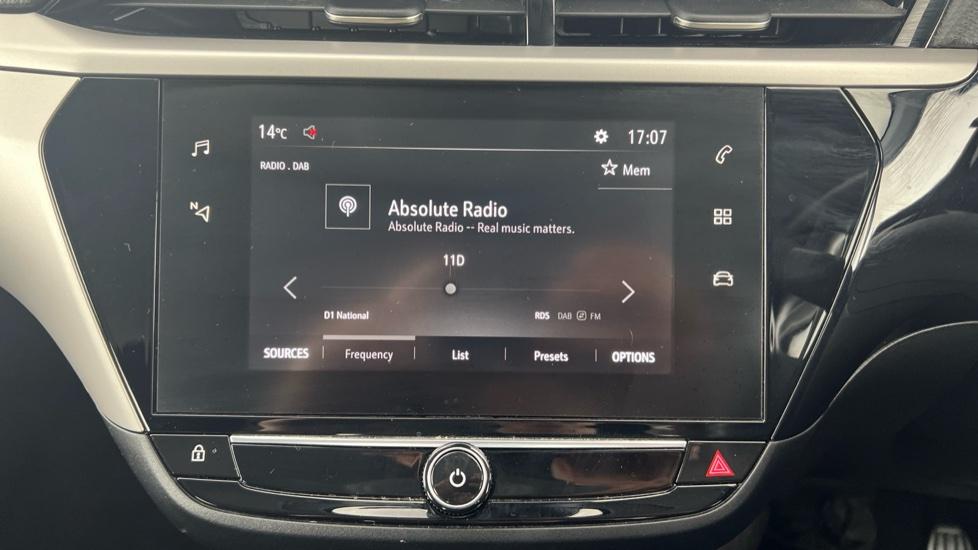 14°C 17:07
RADIO . DAB
Mem
N
Absolute Radio
Absolute Radio -- Real music matters.
11D
D1 National RDS DAB FM
SOURCES Frequency List Presets OPTIONS